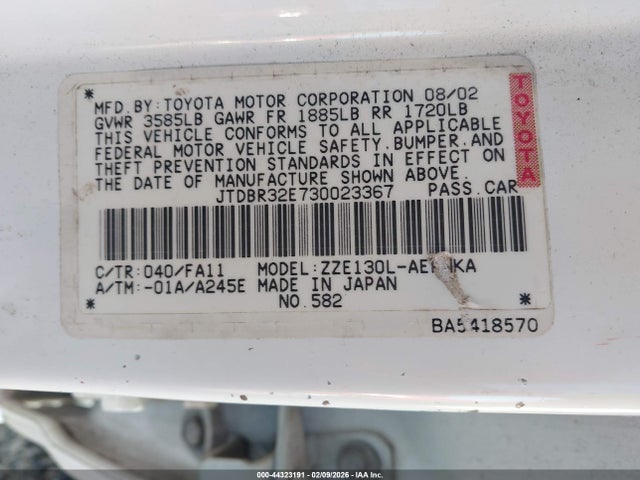 MFD.BY:TOYOTA MOTOR CORPORATION 08/02
GVWR 3585LB GAWR FR 1885LB RR 1720LB
THIS VEHICLE CONFORMS TO ALL APPLICABLE
FEDERAL MOTOR VEHICLE SAFETY,BUMPER,AND
THEFT PREVENTION STANDARDS IN EFFECT ON
THE DATE OF MANUFACTURE SHOWN ABOVE.
JTDBR32E730023367 PASS.CAR
TOYOTA
C/TR:040/FA11 MODEL:ZZE130L-
A/TM:-01A/A245E MADE IN JAPAN
* NO.582 *
BA5418570
000-44323191 - 02/09/2026 - IAA Inc.